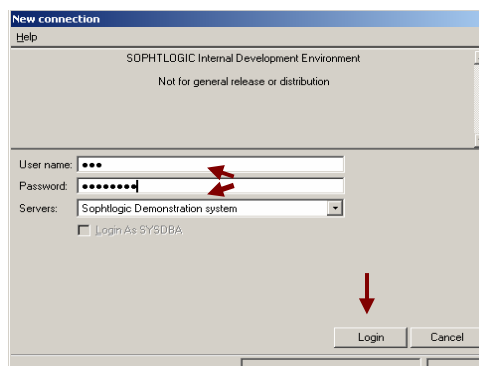 New connection
Help
SOPHTLOGIC Internal Development Environment
Not for general release or distribution
User name: ●●●
Password: ●●●●●●●●
Servers: Sophtlogic Demonstration system
Login As SYSDBA
Login Cancel